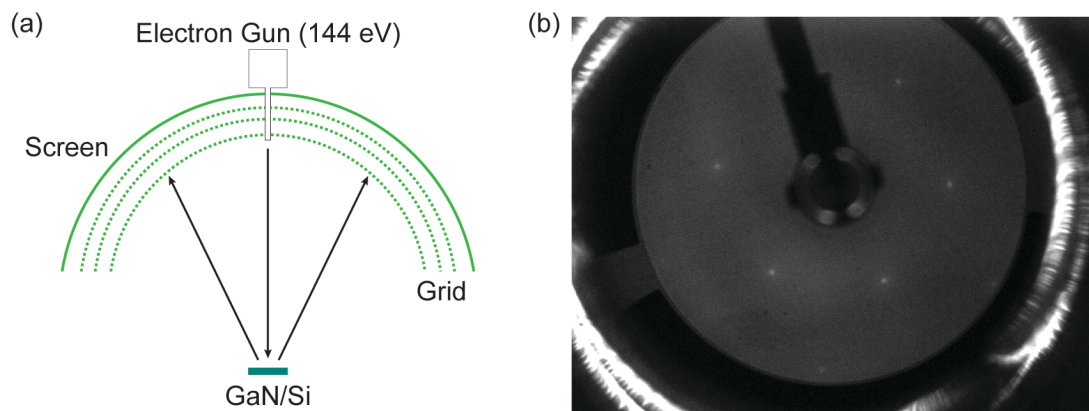 (a)
Electron Gun (144 eV)
Screen
Grid
GaN/Si
(b)